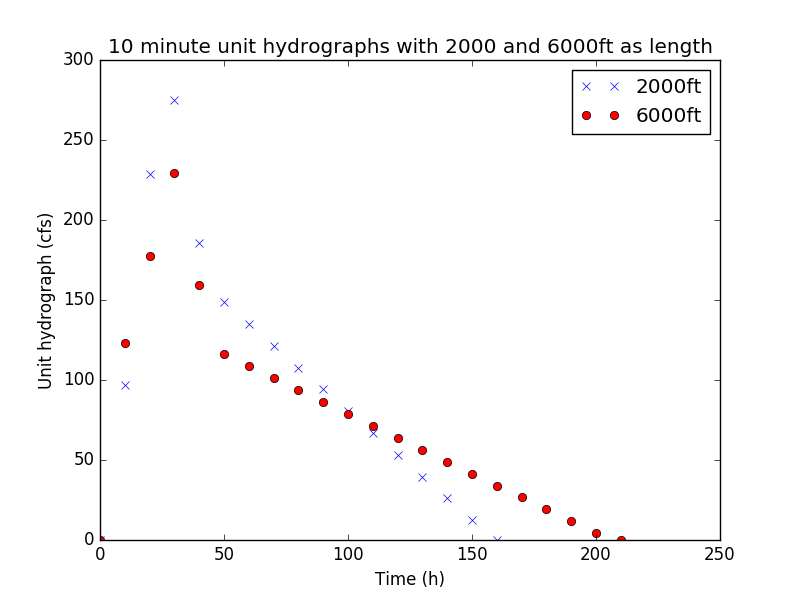 10 minute unit hydrographs with 2000 and 6000ft as length
300
250
200
150
100
50
0
Unit hydrograph (cfs)
2000ft
6000ft
0 50 100 150 200 250
Time (h)